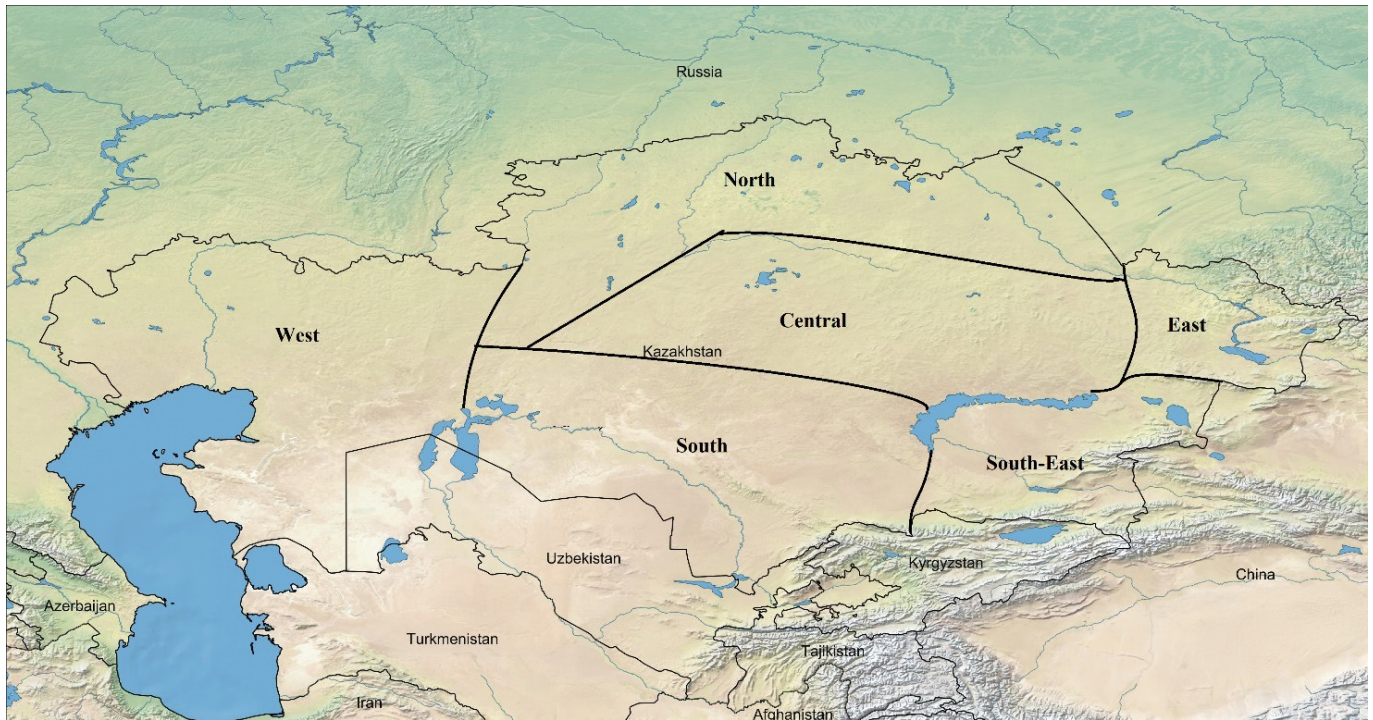 Russia
North
Central
East
West
Kazakhstan
South
South-East
Uzbekistan
Kyrgyzstan
China
Azerbaijan
Turkmenistan
Tajikistan
Iran
Afghanistan